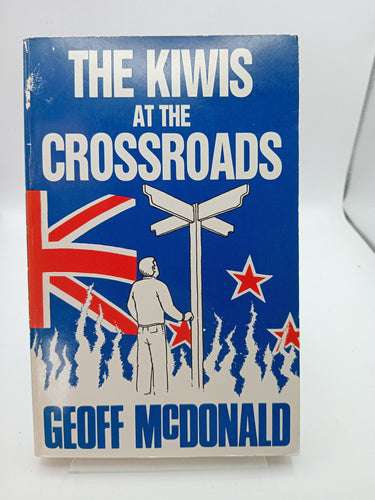 THE KIWIS
AT THE
CROSSROADS
GEOFF McDONALD